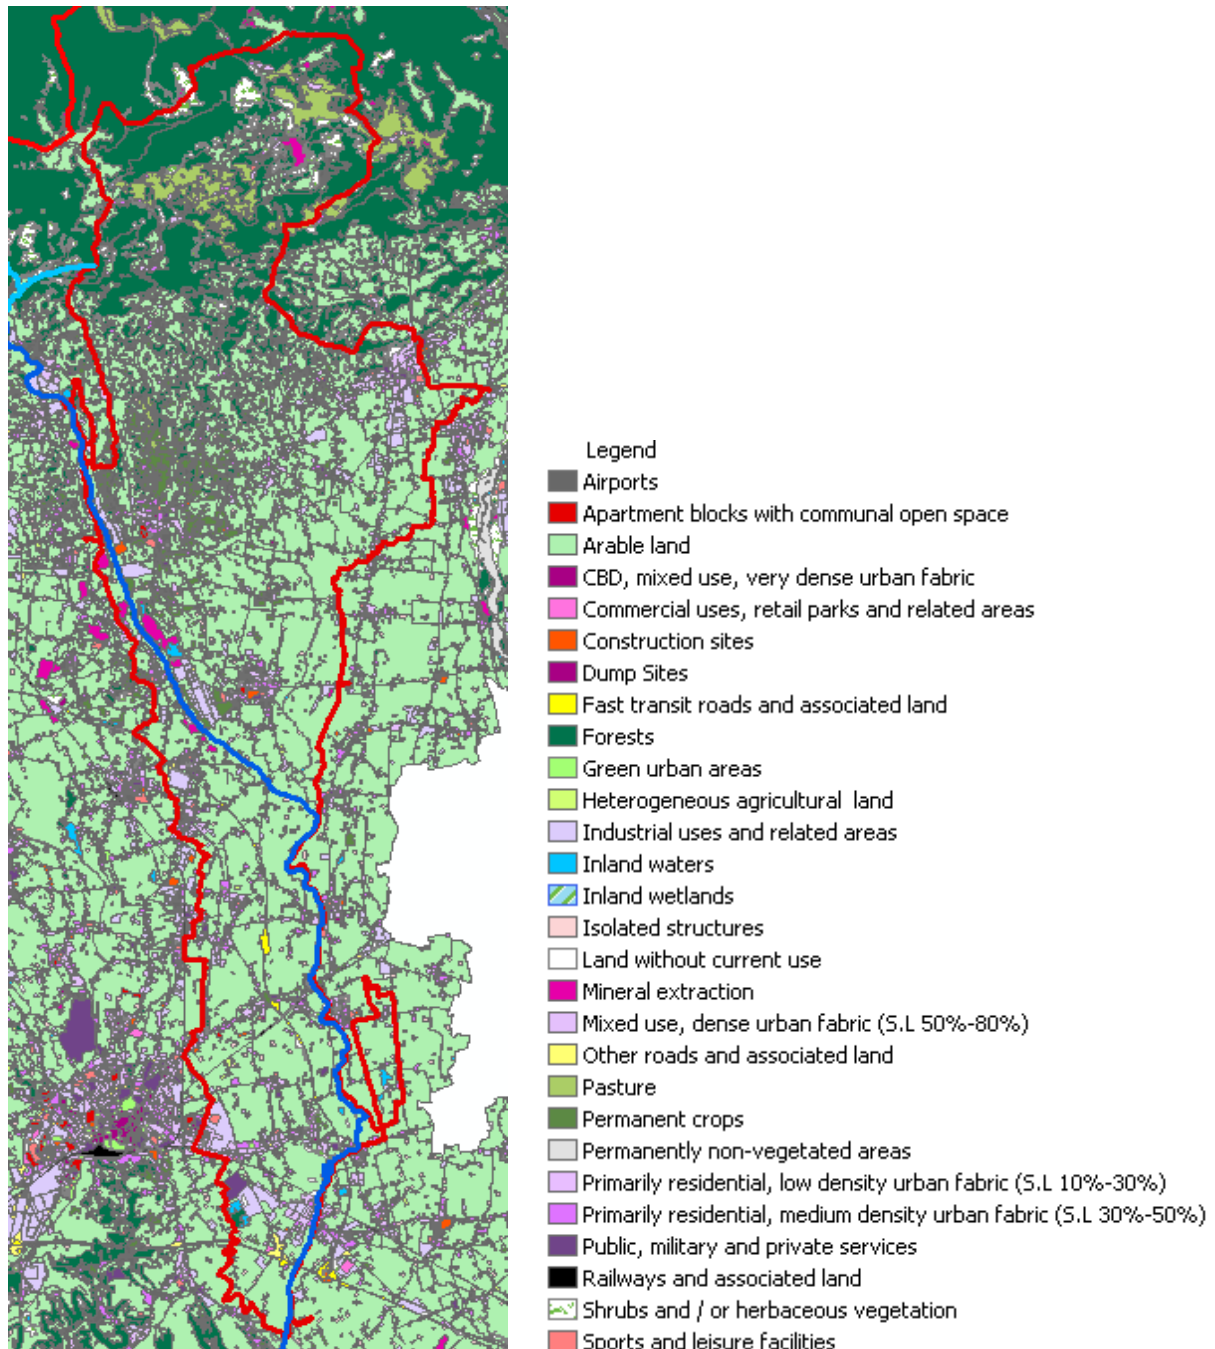 Legend
Airports
Apartment blocks with communal open space
Arable land
CBD, mixed use, very dense urban fabric
Commercial uses, retail parks and related areas
Construction sites
Dump Sites
Fast transit roads and associated land
Forests
Green urban areas
Heterogeneous agricultural land
Industrial uses and related areas
Inland waters
Inland wetlands
Isolated structures
Land without current use
Mineral extraction
Mixed use, dense urban fabric (S.L 50%-80%)
Other roads and associated land
Pasture
Permanent crops
Permanently non-vegetated areas
Primarily residential, low density urban fabric (S.L 10%-30%)
Primarily residential, medium density urban fabric (S.L 30%-50%)
Public, military and private services
Railways and associated land
Shrubs and / or herbaceous vegetation
Sports and leisure facilities